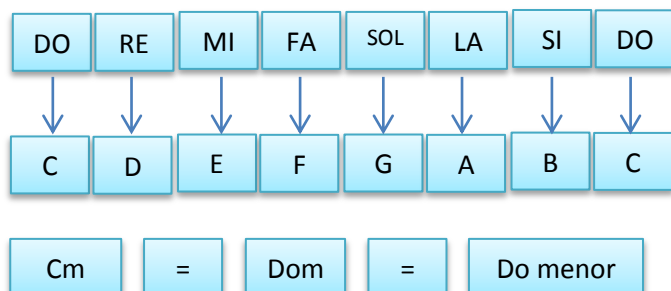 DO RE MI FA SOL LA SI DO
C D E F G A B C
Cm = Dom = Do menor